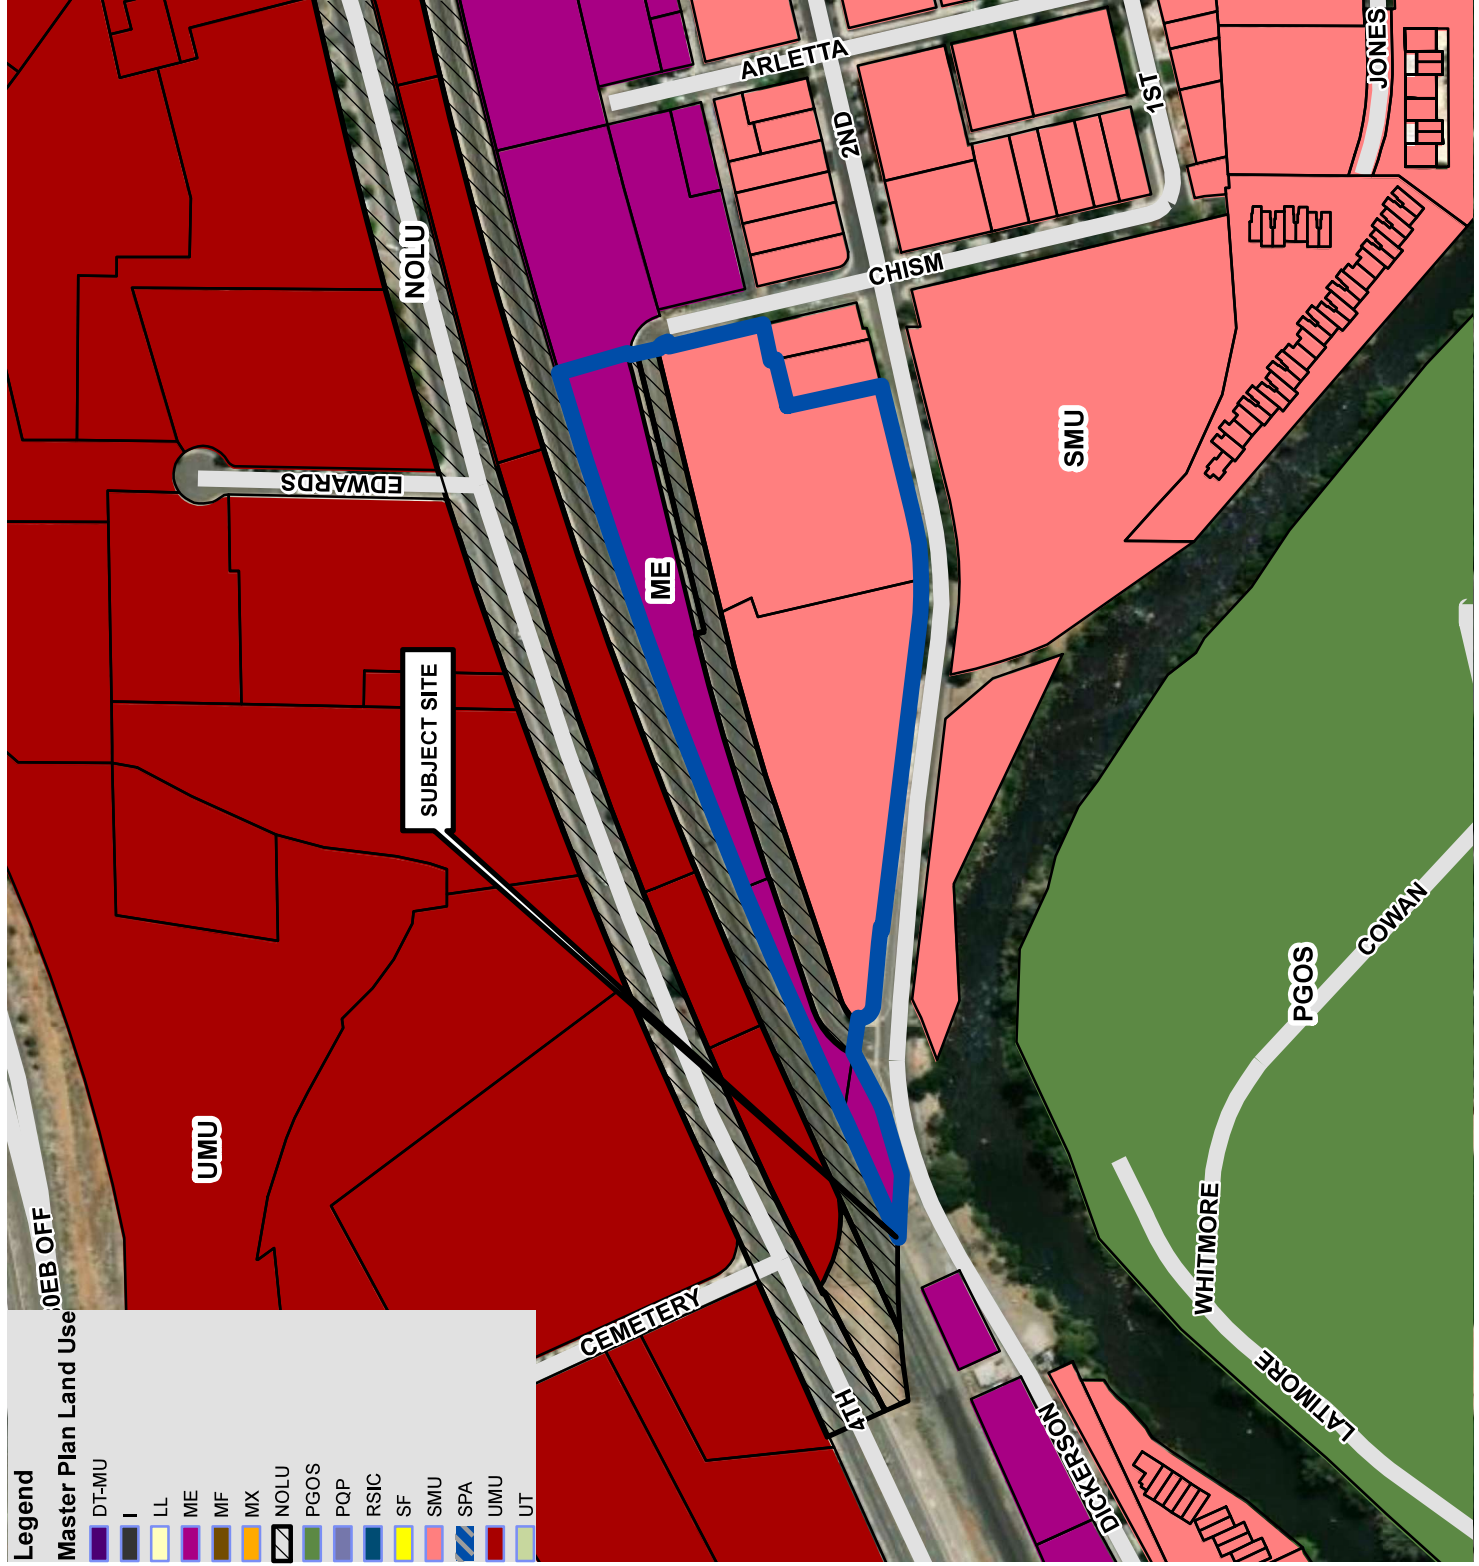 Legend
Master Plan Land Use
DT-MU
I
LL
ME
MF
MX
NOLU
PGOS
PQP
RSIC
SF
SMU
SPA
UMU
UT
0EB OFF
UMU
CEMETERY
4TH
DICKERSON
LATIMORE
WHITMORE
COWAN
PGOS
SUBJECT SITE
EDWARDS
ME
SMU
NOLU
CHISM
2ND
ARLETTA
1ST
JONES